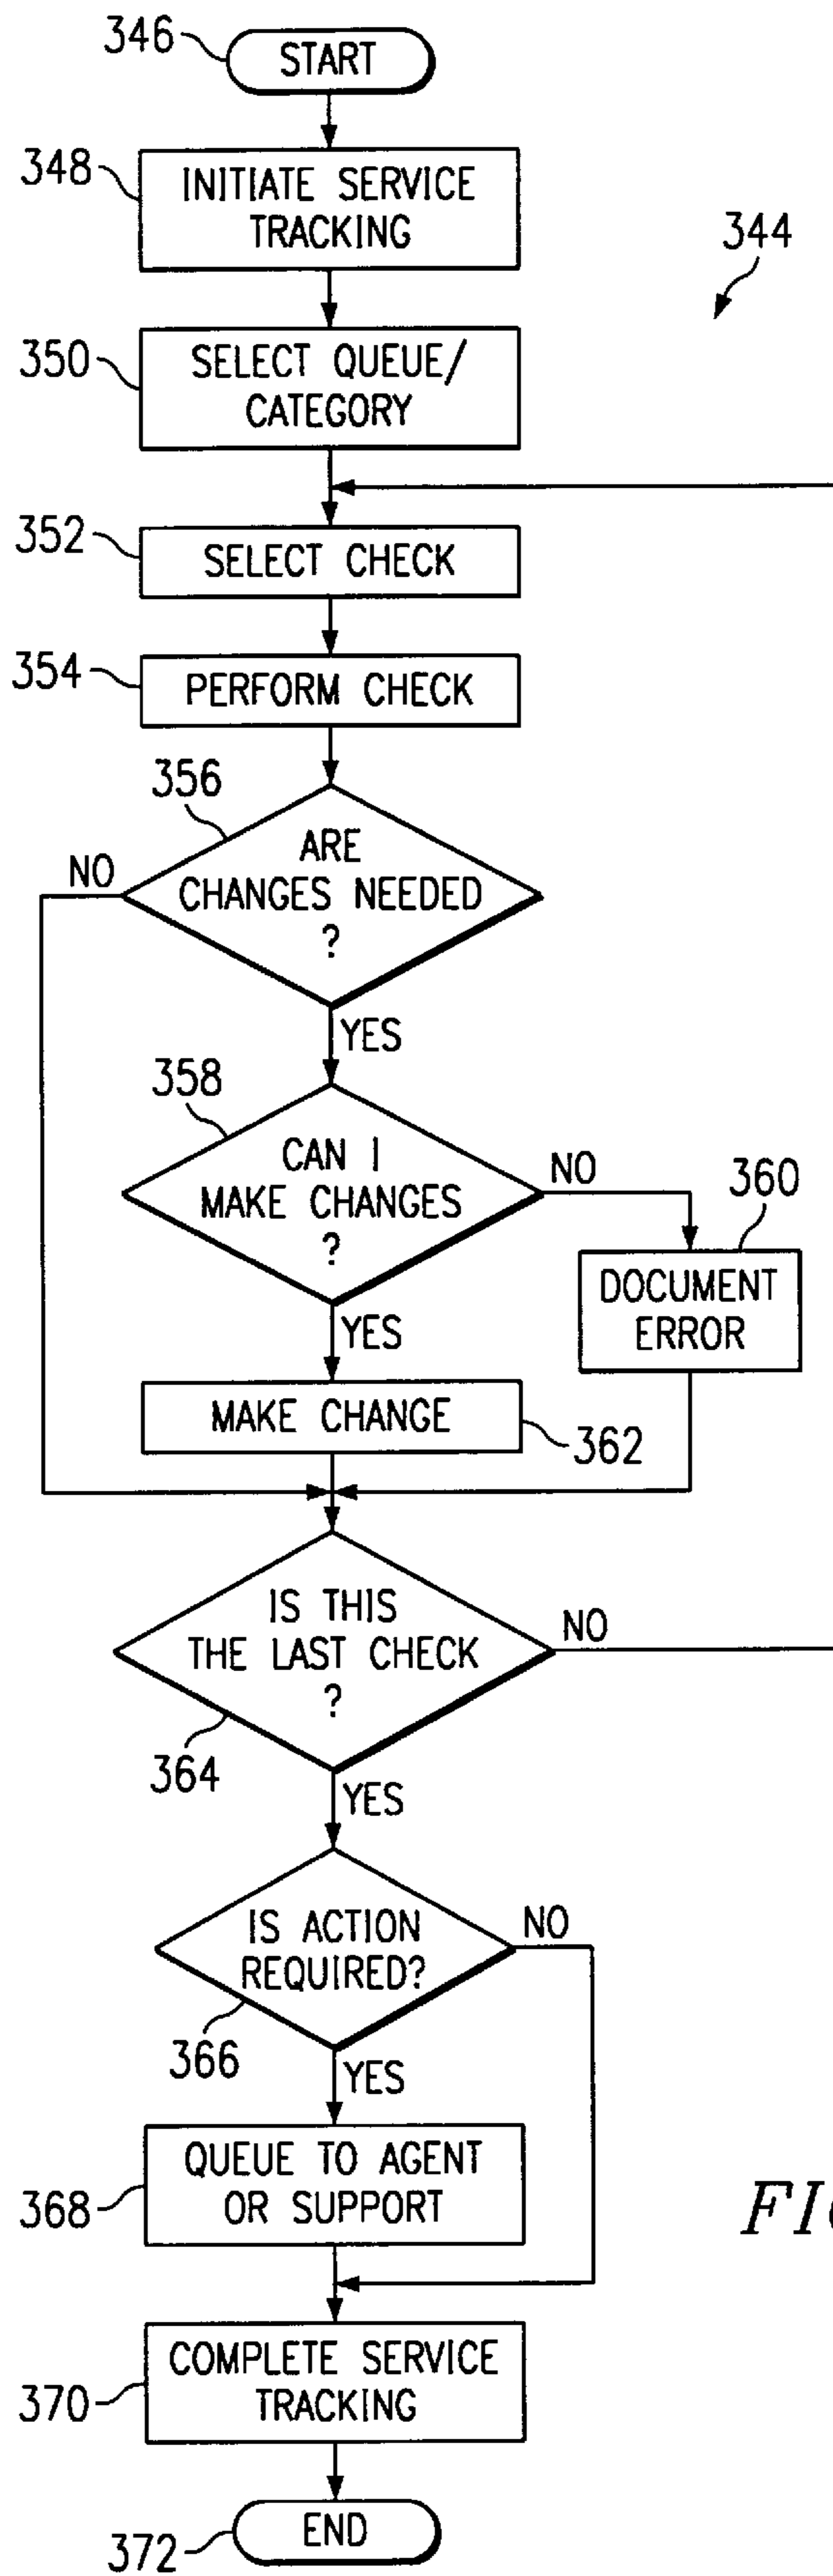 346
START
348
INITIATE SERVICE
TRACKING
344
350
SELECT QUEUE/
CATEGORY
352
SELECT CHECK
354
PERFORM CHECK
356
ARE
CHANGES NEEDED
?
NO
YES
358
CAN I
MAKE CHANGES
?
NO
360
DOCUMENT
ERROR
YES
MAKE CHANGE
362
IS THIS
THE LAST CHECK
?
NO
364
YES
IS ACTION
REQUIRED?
NO
366
YES
QUEUE TO AGENT
OR SUPPORT
368
COMPLETE SERVICE
TRACKING
370
END
372